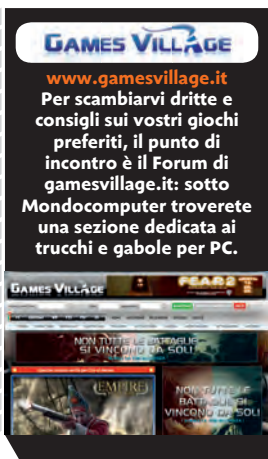 GAMES VILLAGE
www.gamesvillage.it
Per scambiarvi dritte e
consigli sui vostri giochi
preferiti, il punto di
incontro è il Forum di
gamesvillage.it: sotto
Mondocomputer troverete
una sezione dedicata ai
trucchi e gabole per PC.
GAMES VILLAGE
F.E.A.R. 2
NON TUTTE LE BATTAGLIE
SI VINCONO DA SOLI
EMPIRE
NON TUTTE LE
BATTAGLIE SI
VINCONO DA SOLI